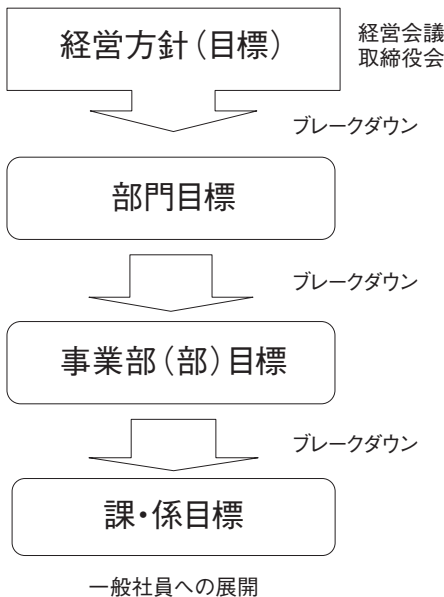 経営方針(目標)
経営会議
取締役会
ブレークダウン
部門目標
ブレークダウン
事業部(部)目標
ブレークダウン
課・係目標
一般社員への展開